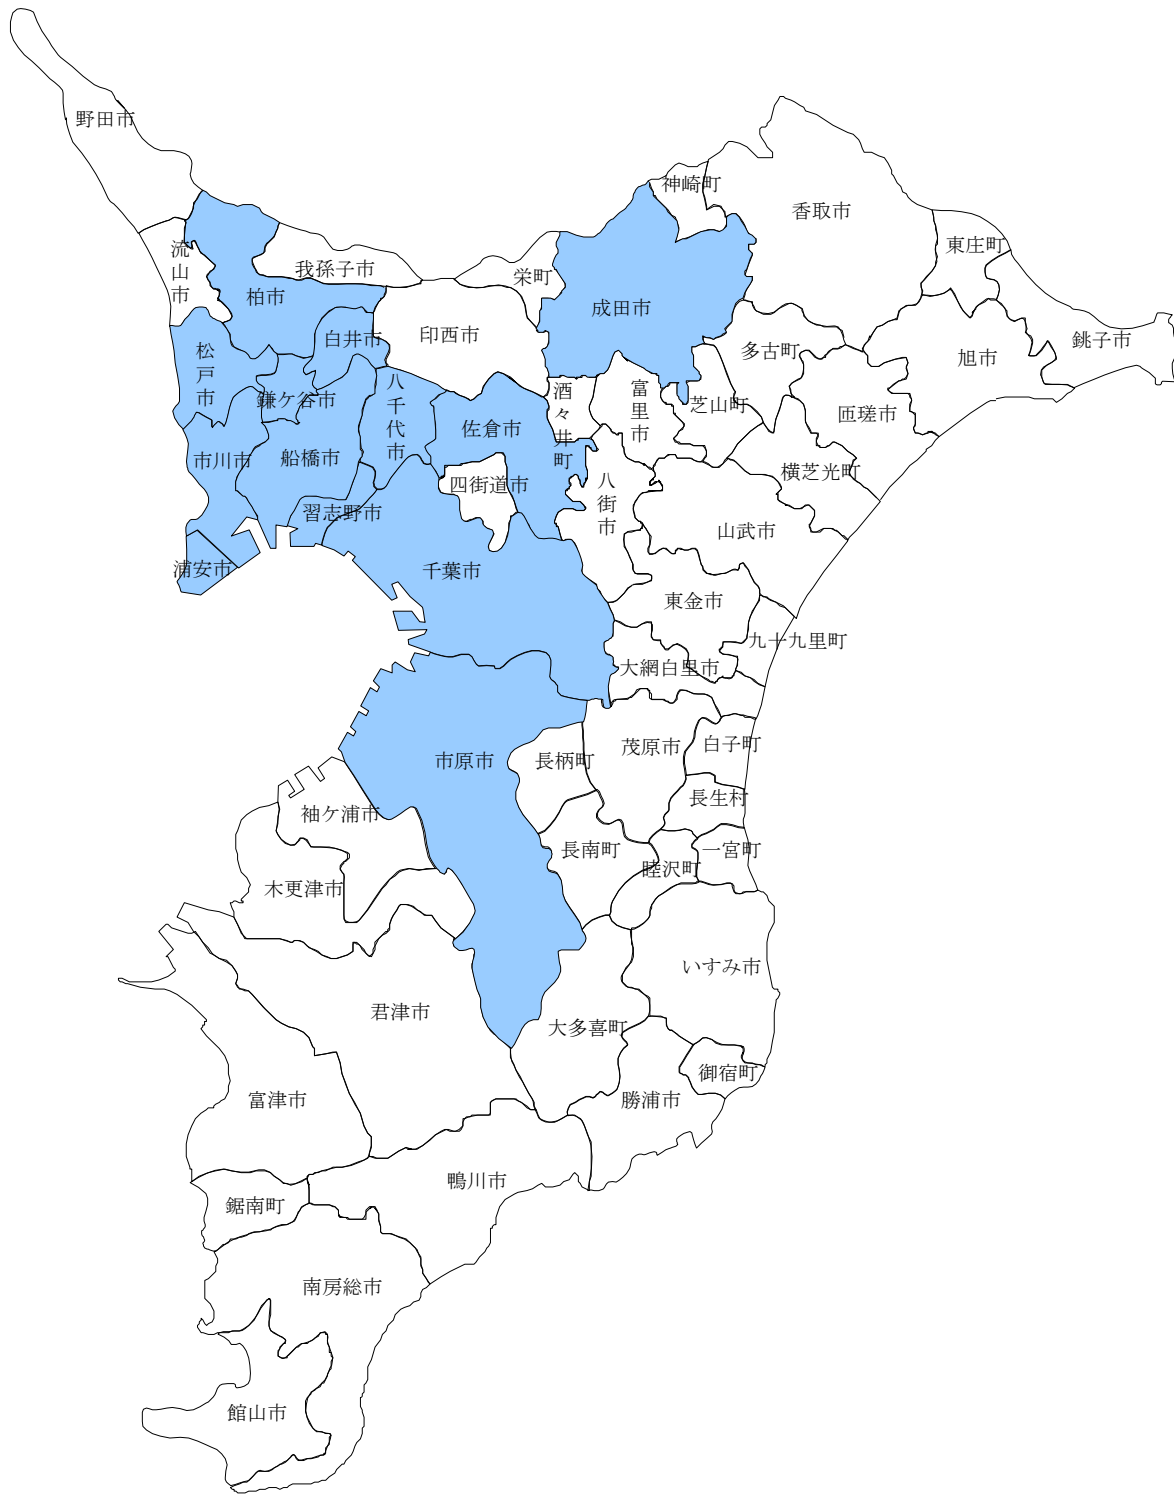 野田市
流山市
柏市
我孫子市
白井市
印西市
栄町
成田市
神崎町
香取市
東庄町
銚子市
旭市
匝瑳市
多古町
横芝光町
芝山町
富里市
酒々井町
松戸市
鎌ケ谷市
八千代市
佐倉市
市川市
船橋市
四街道市
八街市
山武市
習志野市
浦安市
千葉市
東金市
九十九里町
大網白里市
市原市
長柄町
茂原市
白子町
長生村
袖ケ浦市
長南町
睦沢町
一宮町
木更津市
いすみ市
君津市
大多喜町
御宿町
勝浦市
富津市
鴨川市
鋸南町
南房総市
館山市